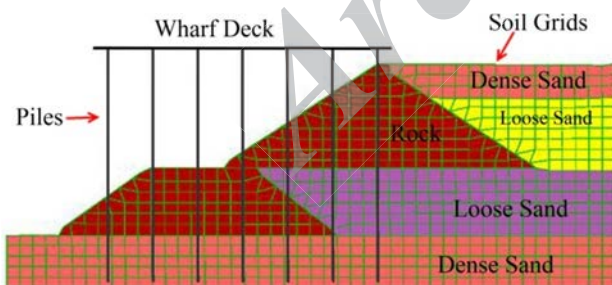 Wharf Deck
Soil Grids
Dense Sand
Piles
Loose Sand
Rock
Loose Sand
Dense Sand